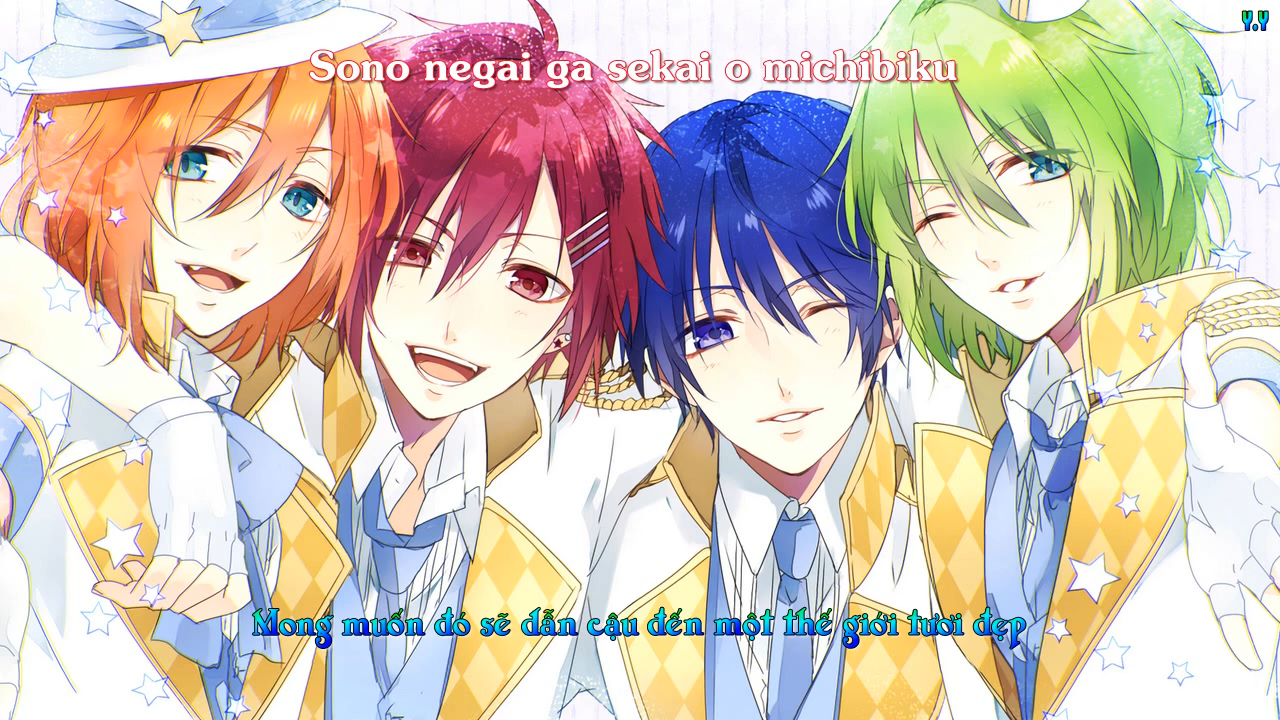 Y.Y
Sono negai ga sekai o michibiku
Mong muốn đó sẽ dẫn cậu đến một thế giới tươi đẹp